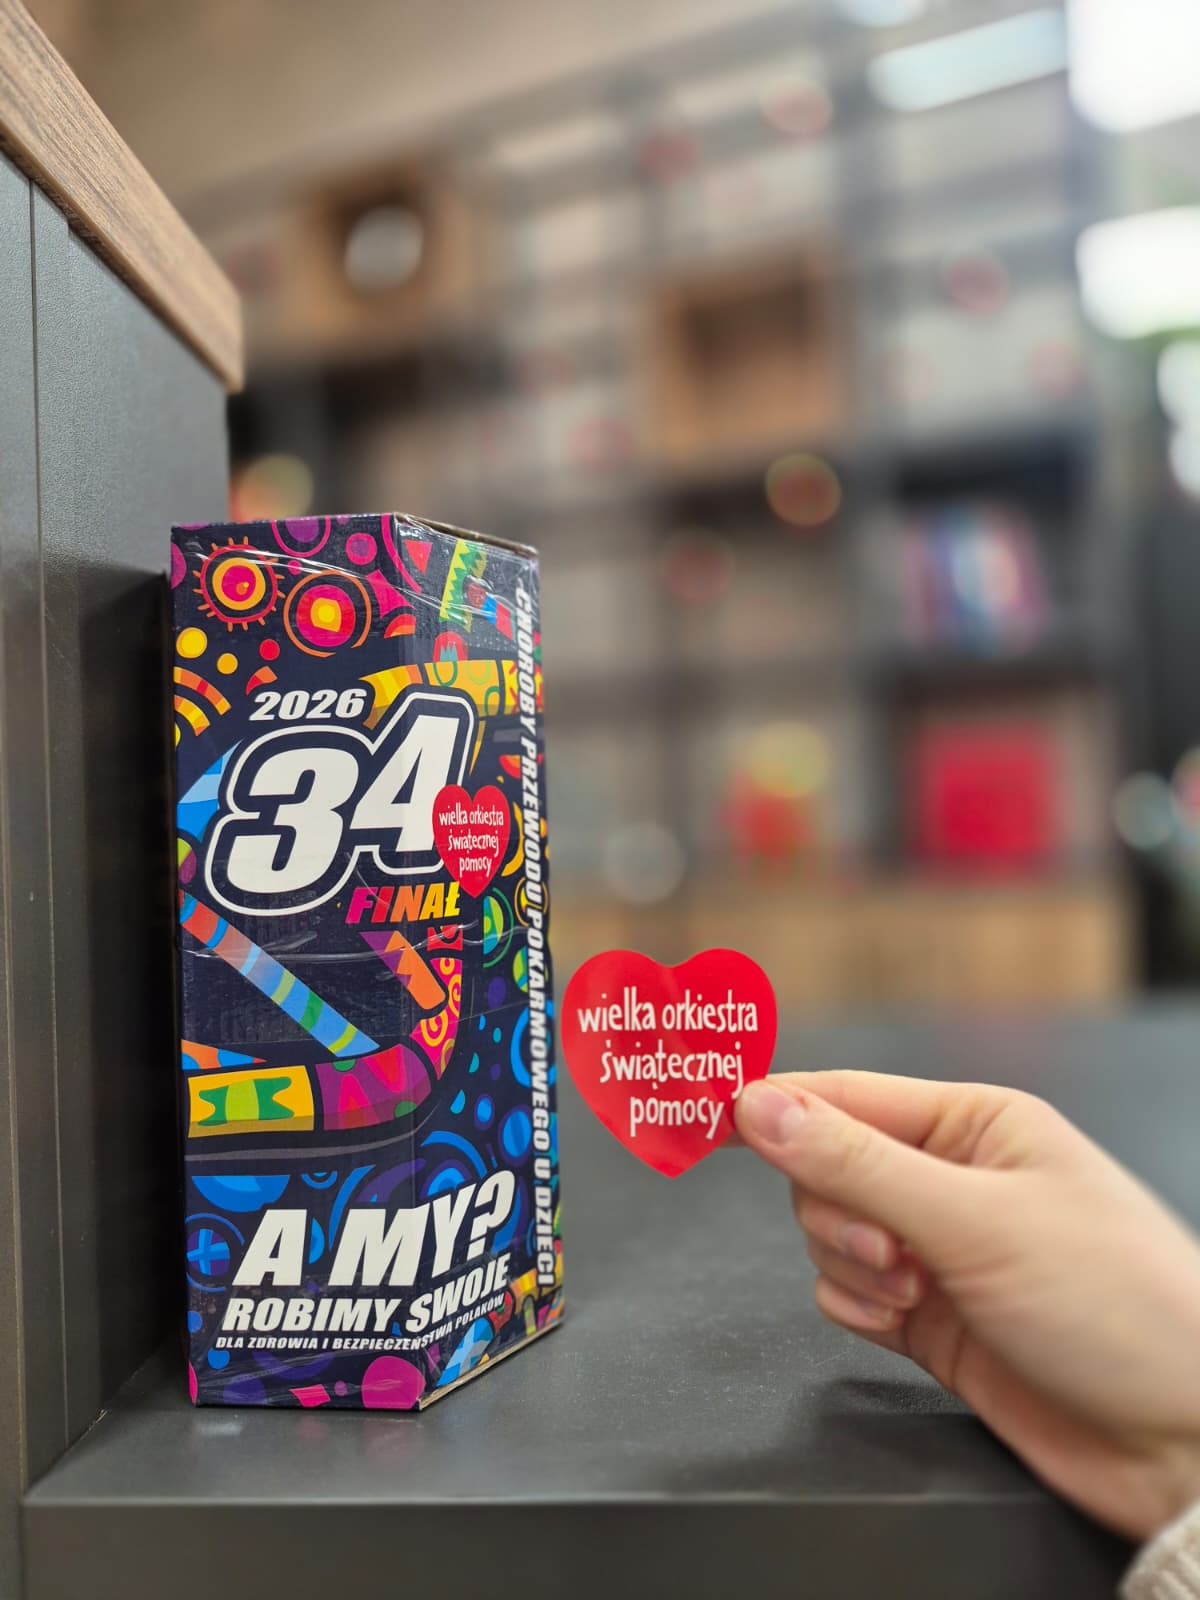 2026
34
wielka orkiestra
świątecznej
pomocy
FINAŁ
CHOROBY PRZEWODU POKARMOWEGO U DZIECI
A MY?
ROBIMY SWOJE
DLA ZDROWIA I BEZPIECZEŃSTWA POLAKÓW
wielka orkiestra
świątecznej
pomocy